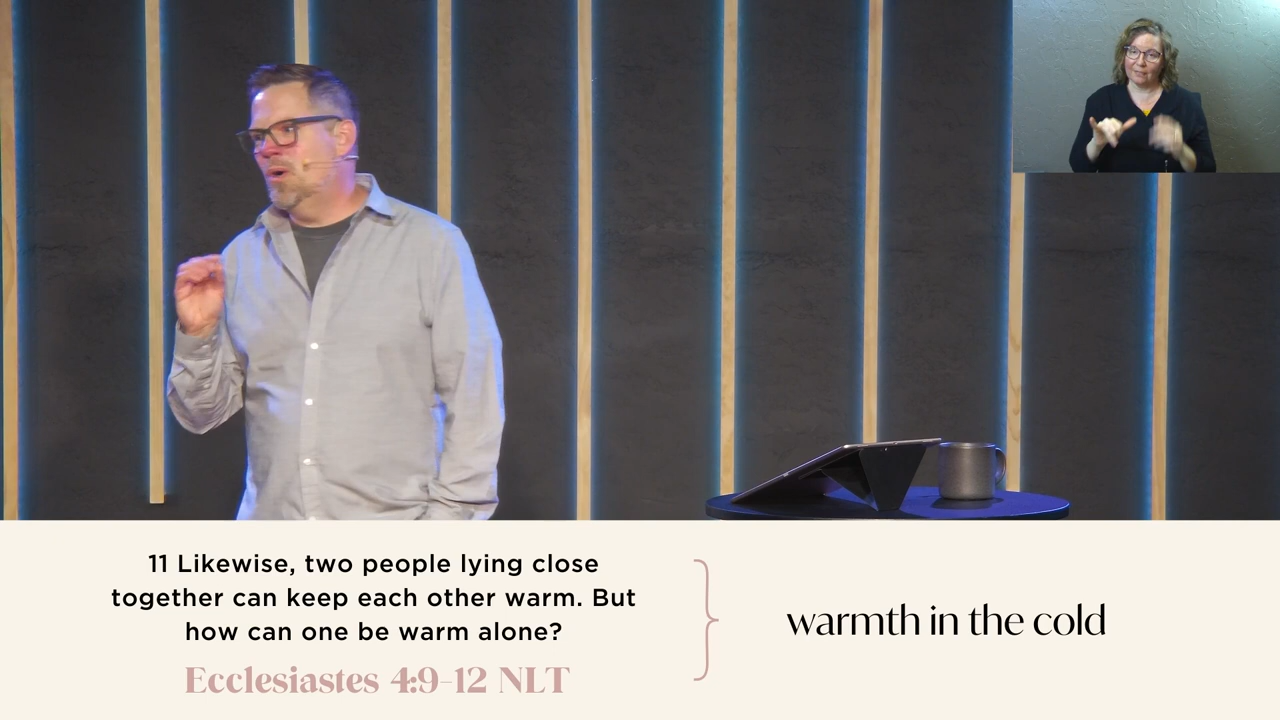 11 Likewise, two people lying close
together can keep each other warm. But
how can one be warm alone?
Ecclesiastes 4:9-12 NLT
warmth in the cold